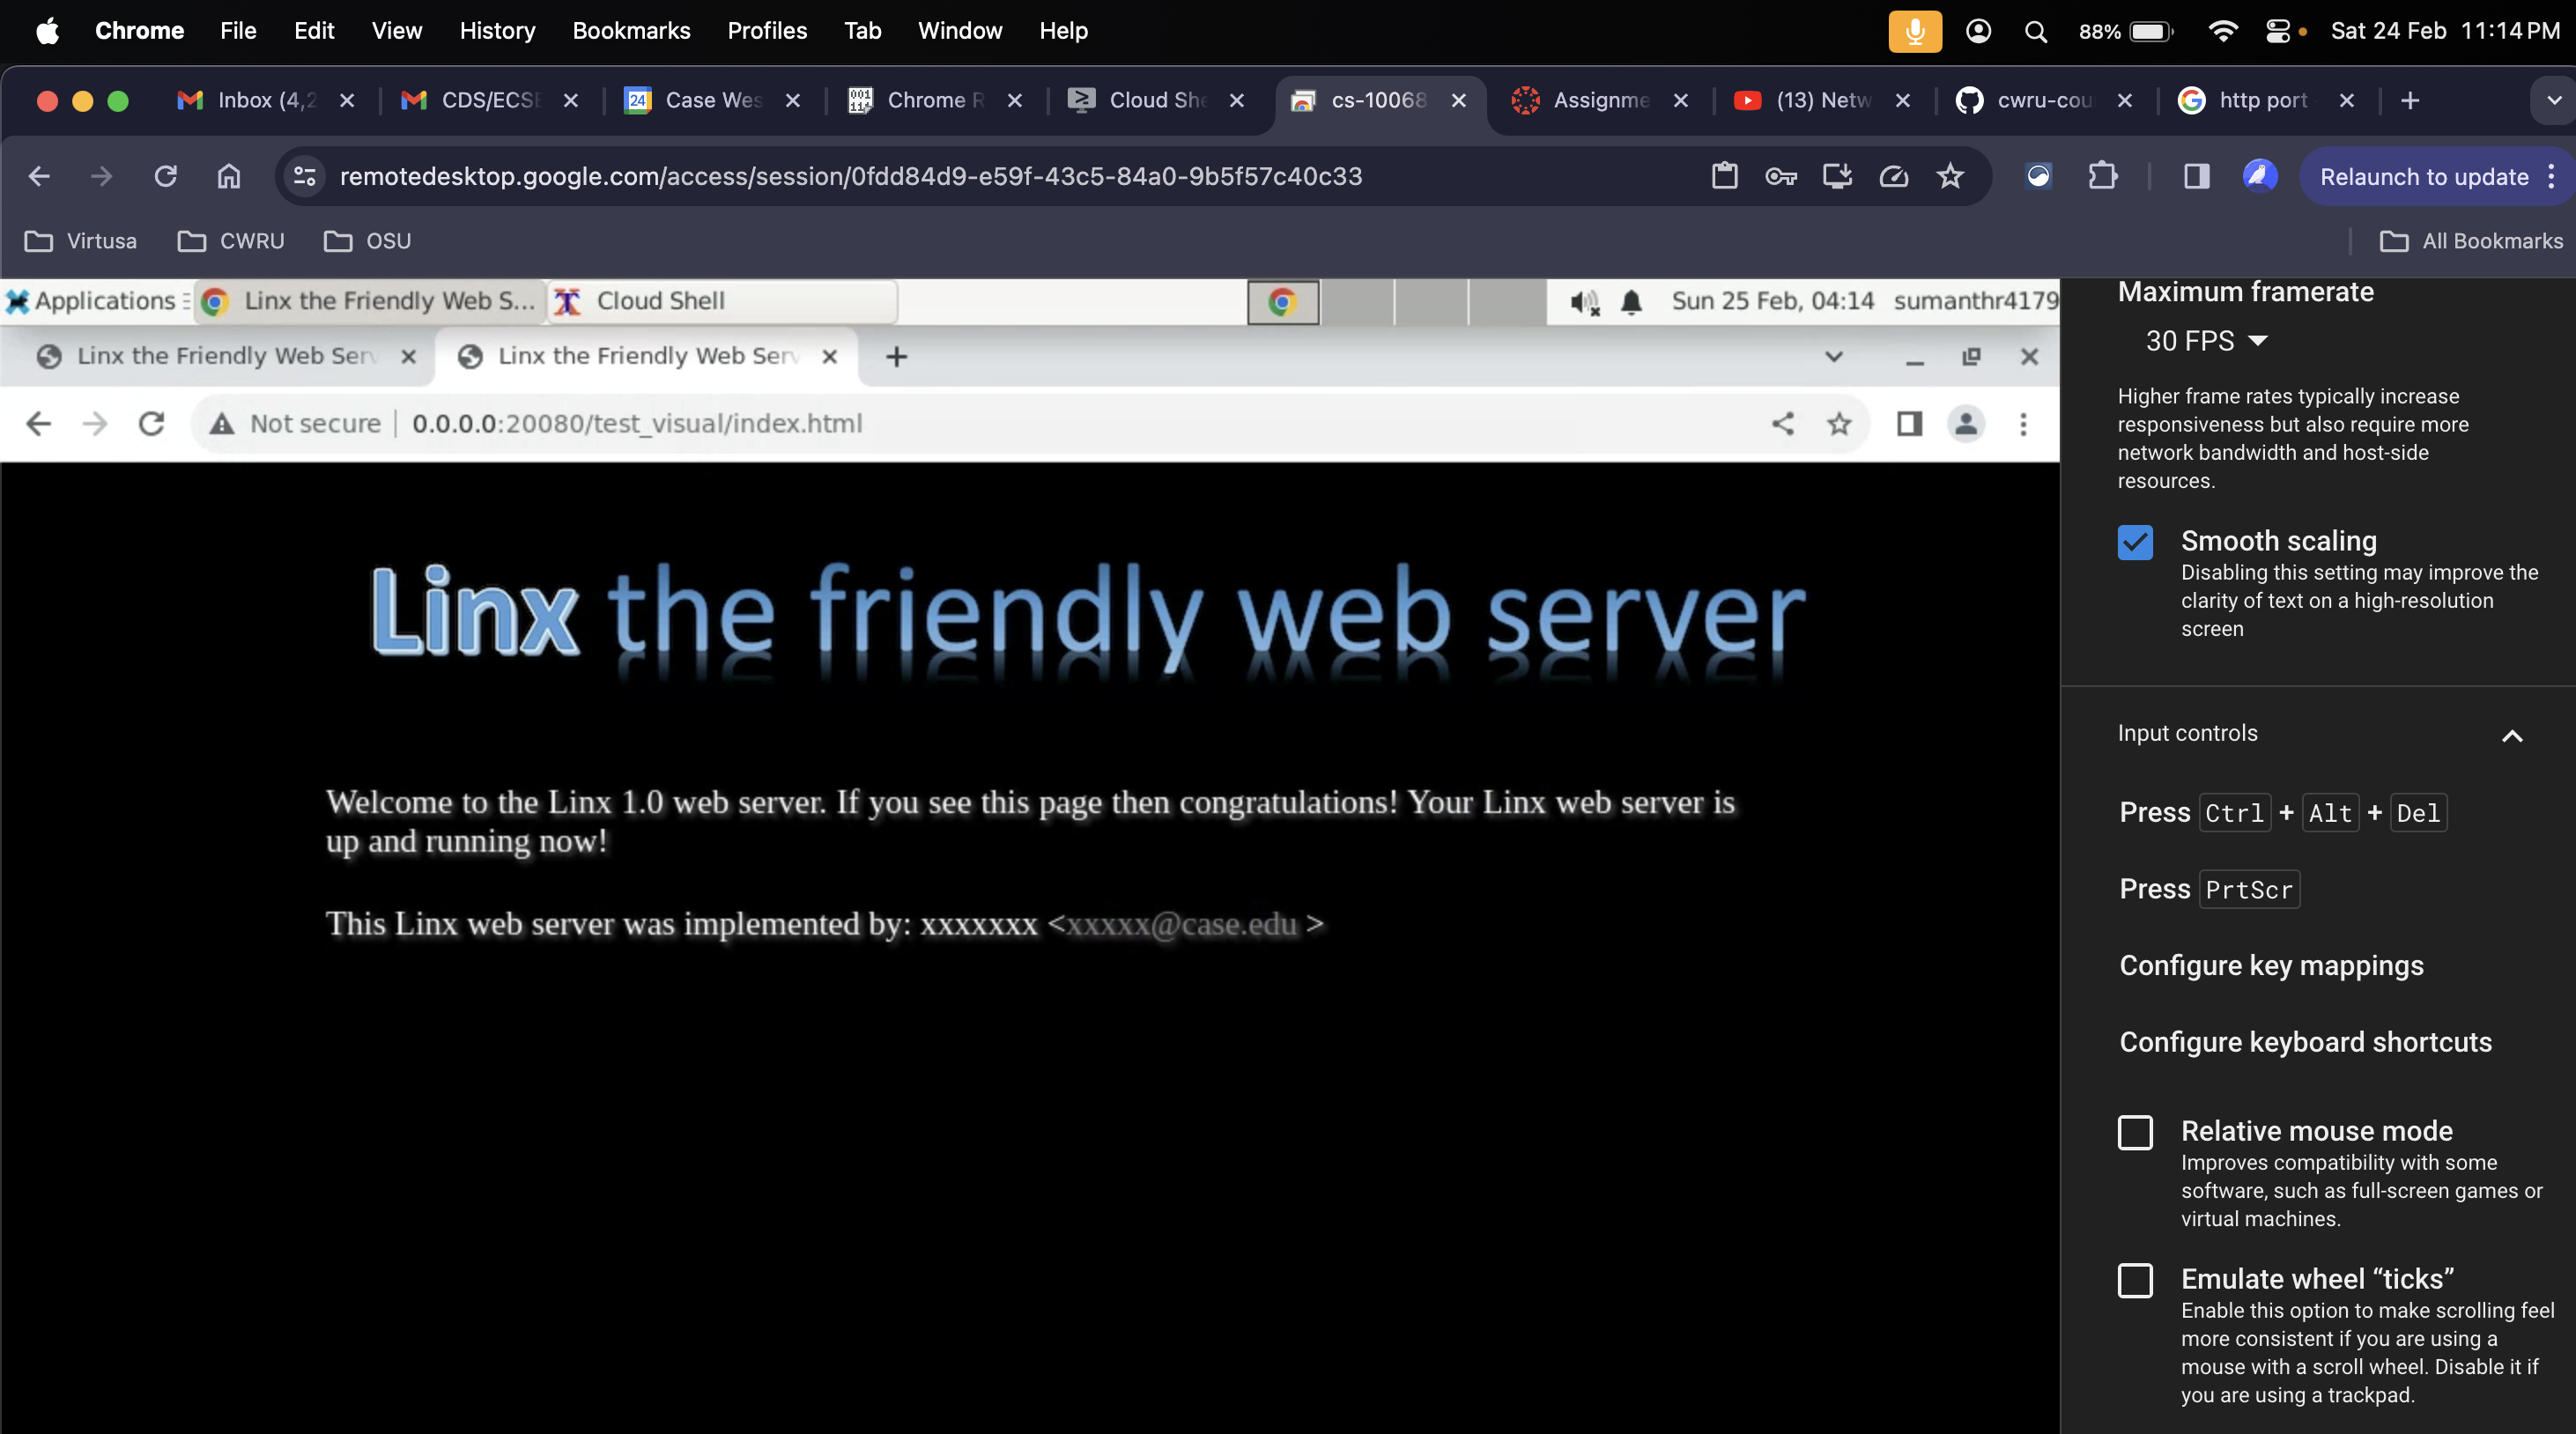 Chrome File Edit View History Bookmarks Profiles Tab Window Help 88% Sat 24 Feb 11:14 PM
Inbox (4,2 CDS/ECSE 24 Case Wes Chrome R Cloud She cs-10068 Assignme (13) Netw cwru-cou http port +
remotedesktop.google.com/access/session/0fdd84d9-e59f-43c5-84a0-9b5f57c40c33 Relaunch to update
Virtusa CWRU OSU All Bookmarks
Applications Linx the Friendly Web S... Cloud Shell Sun 25 Feb, 04:14 sumanthr4179
Linx the Friendly Web Serv Linx the Friendly Web Serv +
Not secure 0.0.0.0:20080/test_visual/index.html
Linx the friendly web server
Welcome to the Linx 1.0 web server. If you see this page then congratulations! Your Linx web server is
up and running now!
This Linx web server was implemented by: xxxxxxx <xxxxx@case.edu >
Maximum framerate
30 FPS
Higher frame rates typically increase
responsiveness but also require more
network bandwidth and host-side
resources.
Smooth scaling
Disabling this setting may improve the
clarity of text on a high-resolution
screen
Input controls
Press Ctrl + Alt + Del
Press PrtScr
Configure key mappings
Configure keyboard shortcuts
Relative mouse mode
Improves compatibility with some
software, such as full-screen games or
virtual machines.
Emulate wheel “ticks”
Enable this option to make scrolling feel
more consistent if you are using a
mouse with a scroll wheel. Disable it if
you are using a trackpad.